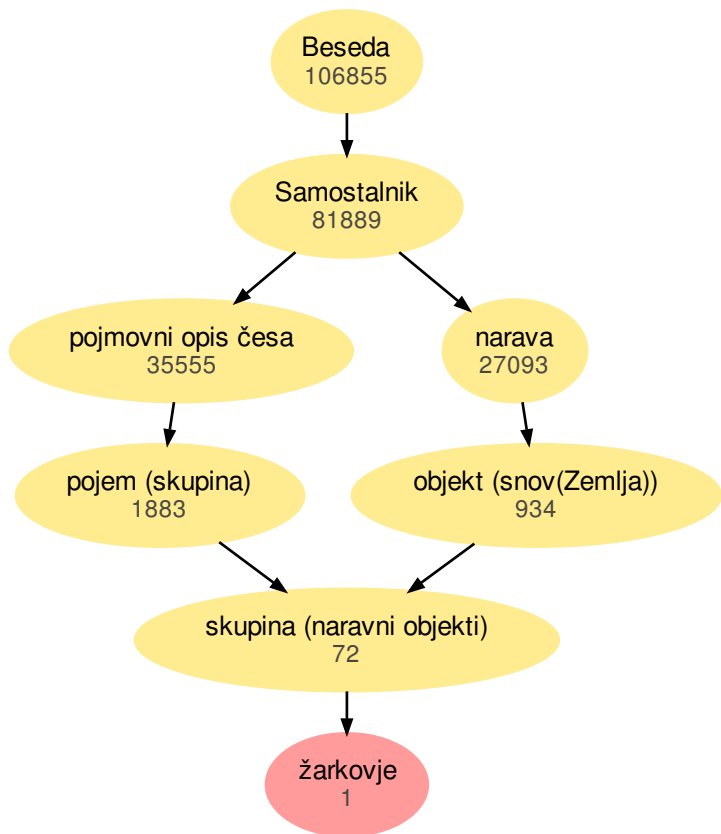 Beseda
106855
Samostalnik
81889
pojmovni opis česa
35555
narava
27093
pojem (skupina)
1883
objekt (snov(Zemlja))
934
skupina (naravni objekti)
72
žarkovje
1